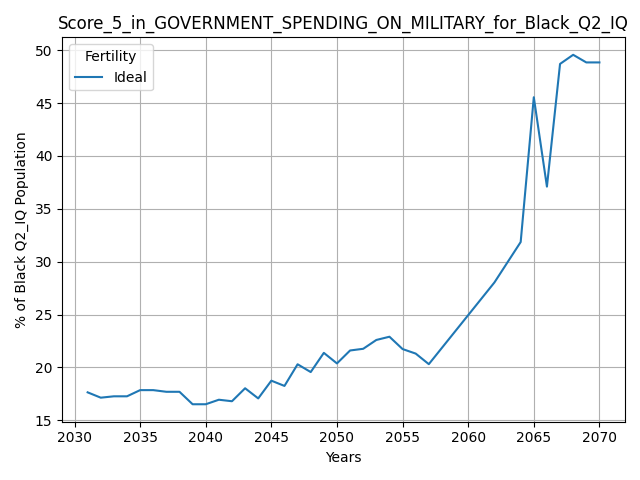 Score_5_in_GOVERNMENT_SPENDING_ON_MILITARY_for_Black_Q2_IQ
Fertility
Ideal
% of Black Q2_IQ Population
50
45
40
35
30
25
20
15
2030 2035 2040 2045 2050 2055 2060 2065 2070
Years